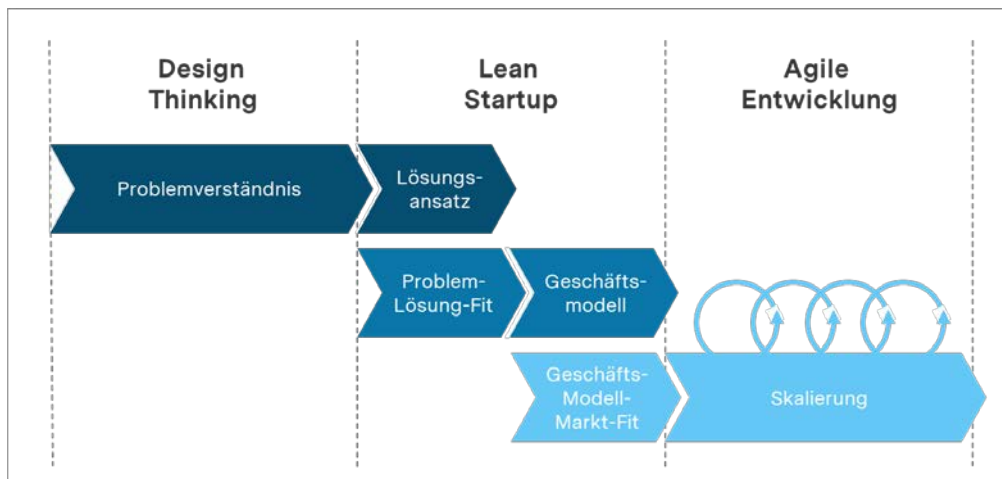 Design
Thinking
Lean
Startup
Agile
Entwicklung
Problemverständnis
Lösungs-
ansatz
Problem-
Lösung-Fit
Geschäfts-
modell
Geschäfts-
Modell-
Markt-Fit
Skalierung